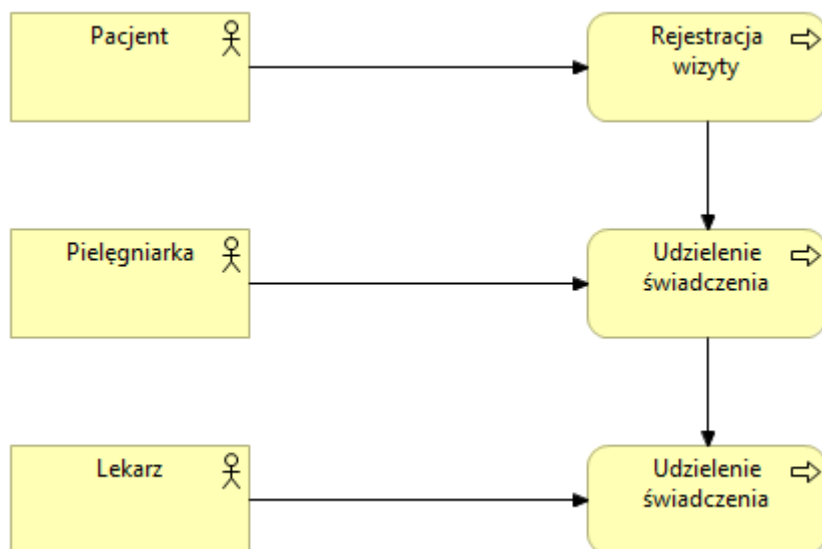 Pacjent
Rejestracja
wizyty
Pielęgniarka
Udzielenie
świadczenia
Lekarz
Udzielenie
świadczenia